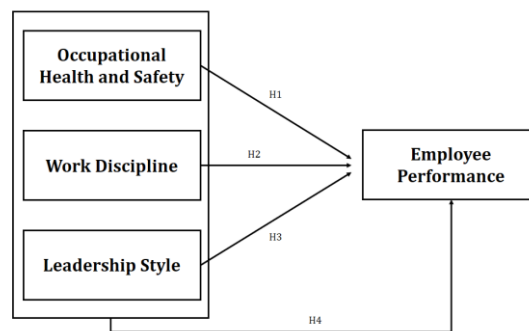 Occupational
Health and Safety
H1
Work Discipline
H2
Employee
Performance
H3
Leadership Style
H4